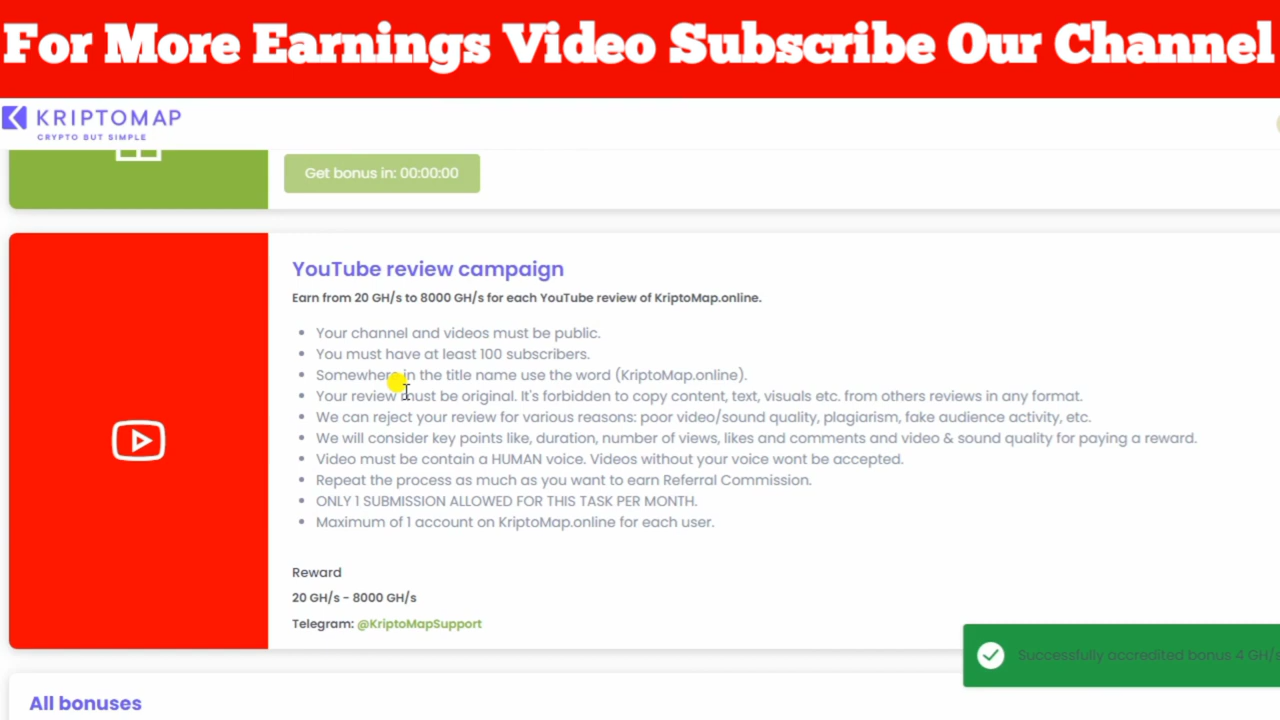 For More Earnings Video Subscribe Our Channel
KRIPTOMAP
CRYPTO BUT SIMPLE
Get bonus in: 00:00:00
YouTube review campaign
Earn from 20 GH/s to 8000 GH/s for each YouTube review of KriptoMap.online.
Your channel and videos must be public.
You must have at least 100 subscribers.
Somewhere in the title name use the word (KriptoMap.online).
Your review must be original. It's forbidden to copy content, text, visuals etc. from others reviews in any format.
We can reject your review for various reasons: poor video/sound quality, plagiarism, fake audience activity, etc.
We will consider key points like, duration, number of views, likes and comments and video & sound quality for paying a reward.
Video must be contain a HUMAN voice. Videos without your voice wont be accepted.
Repeat the process as much as you want to earn Referral Commission.
ONLY 1 SUBMISSION ALLOWED FOR THIS TASK PER MONTH.
Maximum of 1 account on KriptoMap.online for each user.
Reward
20 GH/s - 8000 GH/s
Telegram: @KriptoMapSupport
Successfully accredited bonus 4 GH/s
All bonuses